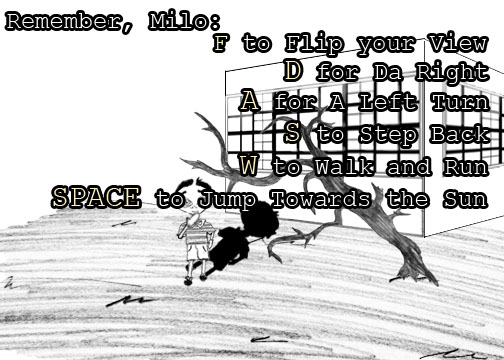 Remember, Milo:
F to Flip your View
D for Da Right
A for A Left Turn
S to Step Back
W to Walk and Run
SPACE to Jump Towards the Sun